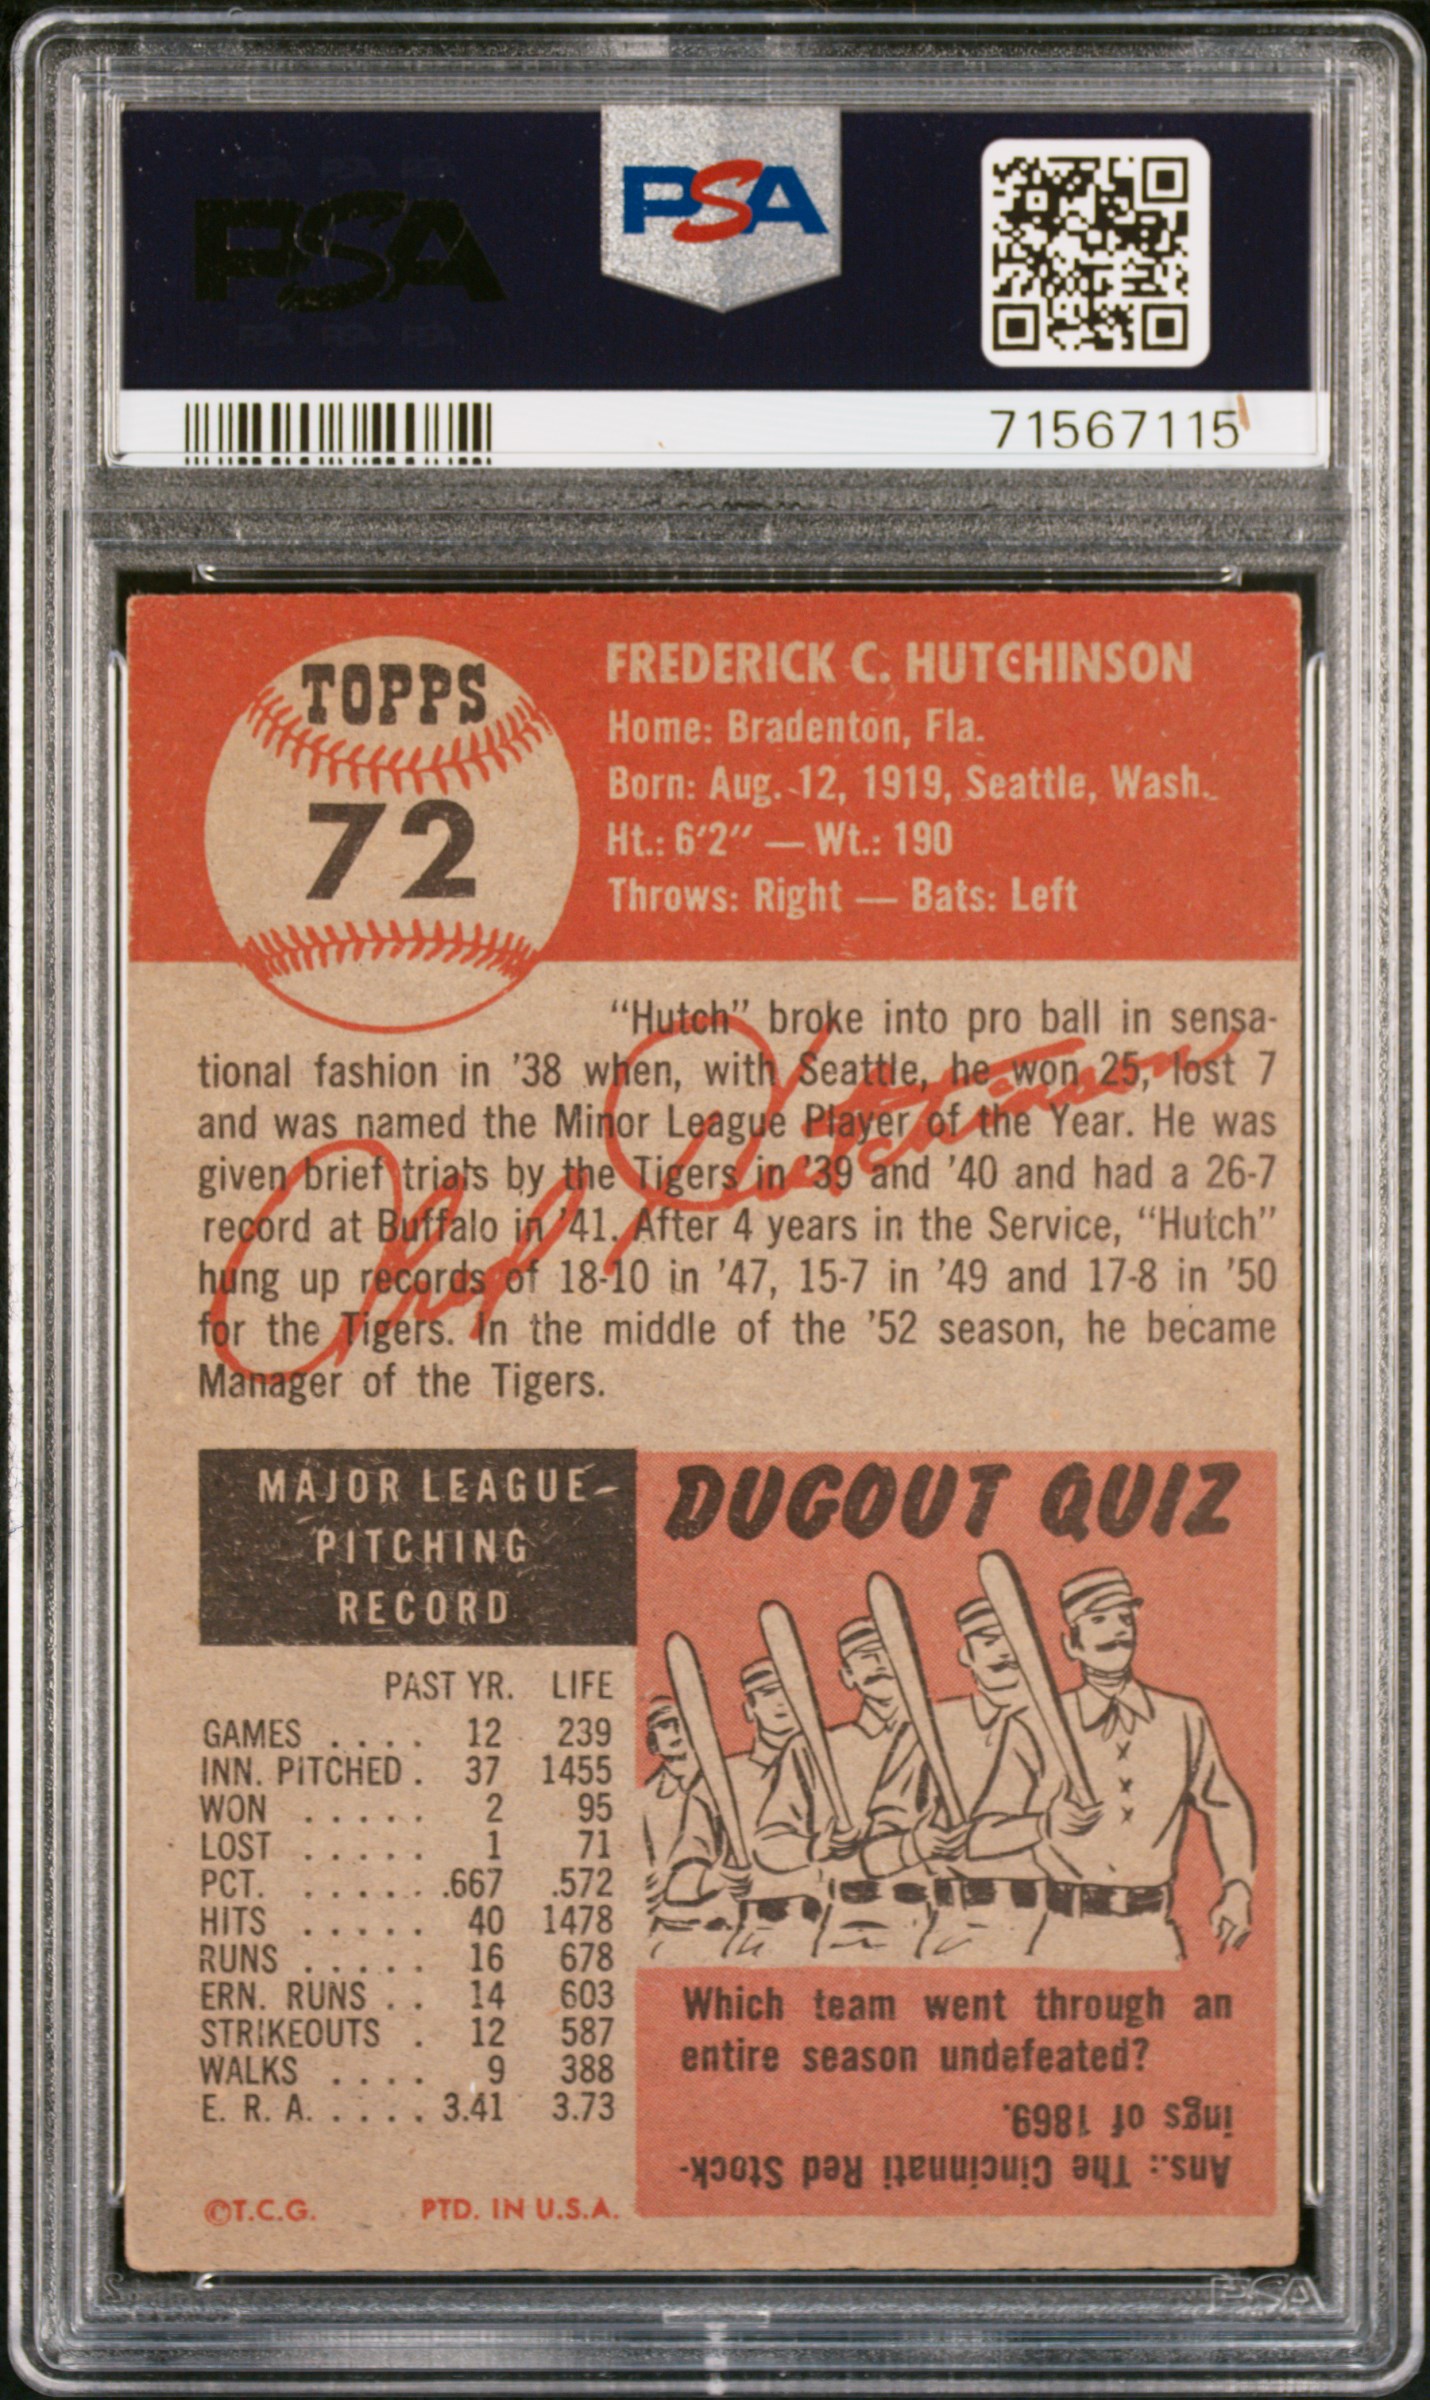 PSA
PSA
71567115
TOPPS
72
FREDERICK C. HUTCHINSON
Home: Bradenton, Fla.
Born: Aug. 12, 1919, Seattle, Wash.
Ht.: 6'2" — Wt.: 190
Throws: Right — Bats: Left
"Hutch" broke into pro ball in sensa-
tional fashion in '38 when, with Seattle, he won 25, lost 7
and was named the Minor League Player of the Year. He was
given brief trials by the Tigers in '39 and '40 and had a 26-7
record at Buffalo in '41. After 4 years in the Service, "Hutch"
hung up records of 18-10 in '47, 15-7 in '49 and 17-8 in '50
for the Tigers. In the middle of the '52 season, he became
Manager of the Tigers.
Fred Hutchinson
MAJOR LEAGUE
PITCHING
RECORD
PAST YR. LIFE
GAMES . . . . 12 239
INN. PITCHED . 37 1455
WON . . . . . 2 95
LOST . . . . . 1 71
PCT. . . . . . . .667 .572
HITS . . . . . 40 1478
RUNS . . . . . 16 678
ERN. RUNS . . 14 603
STRIKEOUTS . 12 587
WALKS . . . . 9 388
E. R. A. . . . . . 3.41 3.73
©T.C.G. PTD. IN U.S.A.
DUGOUT QUIZ
Which team went through an
entire season undefeated?
Ans.: The Cincinnati Red Stock-
ings of 1869.
PSA